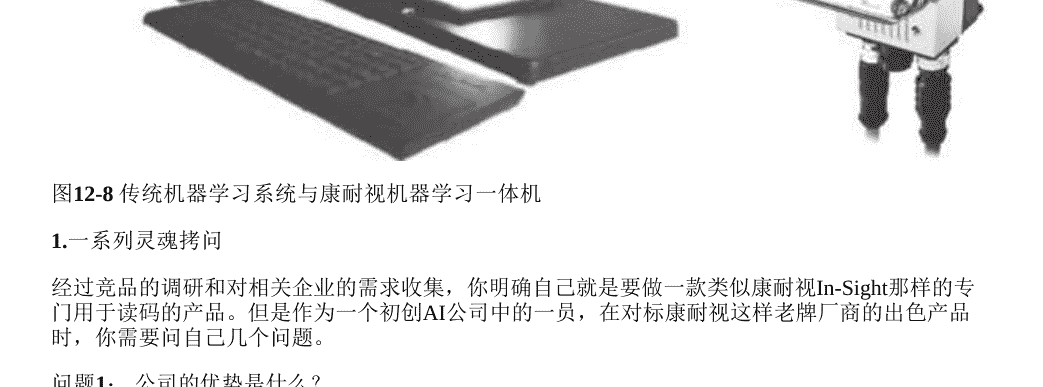 图12-8 传统机器学习系统与康耐视机器学习一体机
1.一系列灵魂拷问
经过竞品的调研和对相关企业的需求收集，你明确自己就是要做一款类似康耐视In-Sight那样的专
门用于读码的产品。但是作为一个初创AI公司中的一员，在对标康耐视这样老牌厂商的出色产品
时，你需要问自己几个问题。
问题1： 公司的优势是什么？